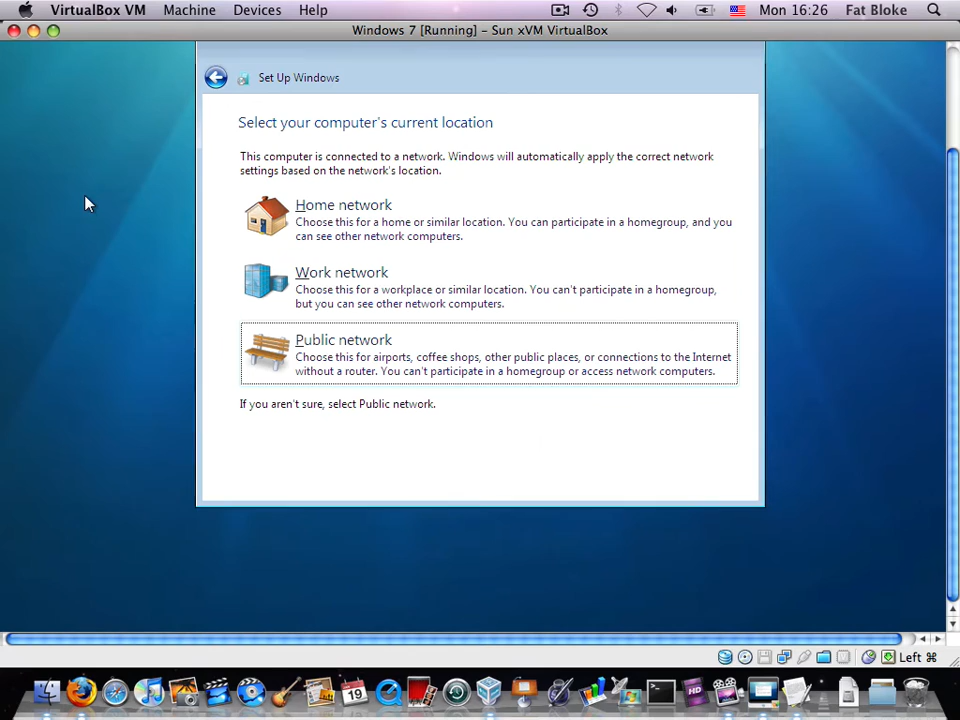 VirtualBox VM Machine Devices Help Mon 16:26 Fat Bloke
Windows 7 [Running] – Sun xVM VirtualBox
Set Up Windows
Select your computer's current location
This computer is connected to a network. Windows will automatically apply the correct network
settings based on the network's location.
Home network
Choose this for a home or similar location. You can participate in a homegroup, and you
can see other network computers.
Work network
Choose this for a workplace or similar location. You can't participate in a homegroup,
but you can see other network computers.
Public network
Choose this for airports, coffee shops, other public places, or connections to the Internet
without a router. You can't participate in a homegroup or access network computers.
If you aren't sure, select Public network.
Left ⌘
19
HD